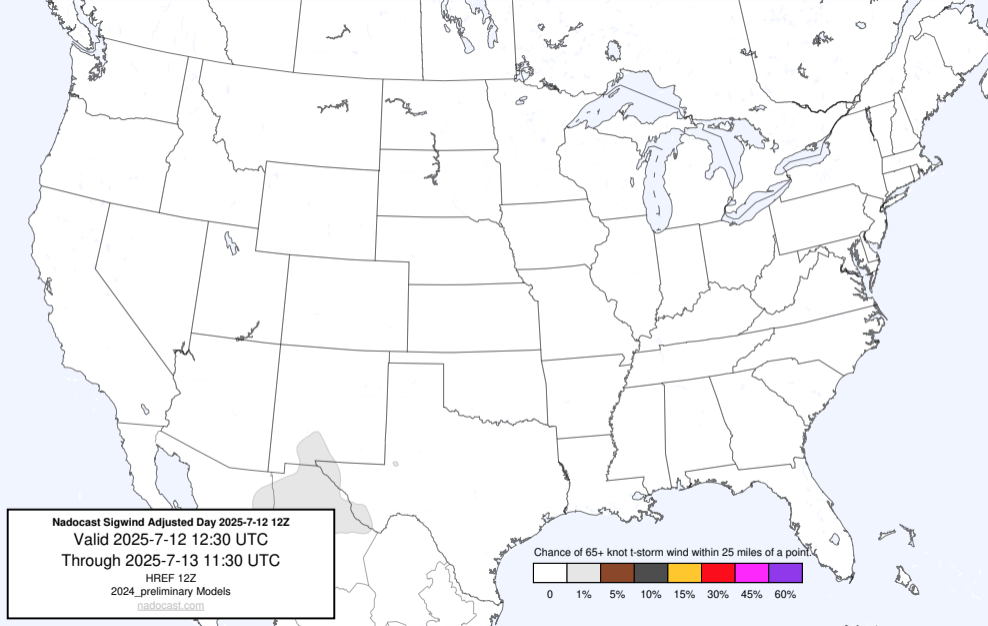 Nadocast Sigwind Adjusted Day 2025-7-12 12Z
Valid 2025-7-12 12:30 UTC
Through 2025-7-13 11:30 UTC
HREF 12Z
2024_preliminary Models
nadocast.com
Chance of 65+ knot t-storm wind within 25 miles of a point.
0 1% 5% 10% 15% 30% 45% 60%